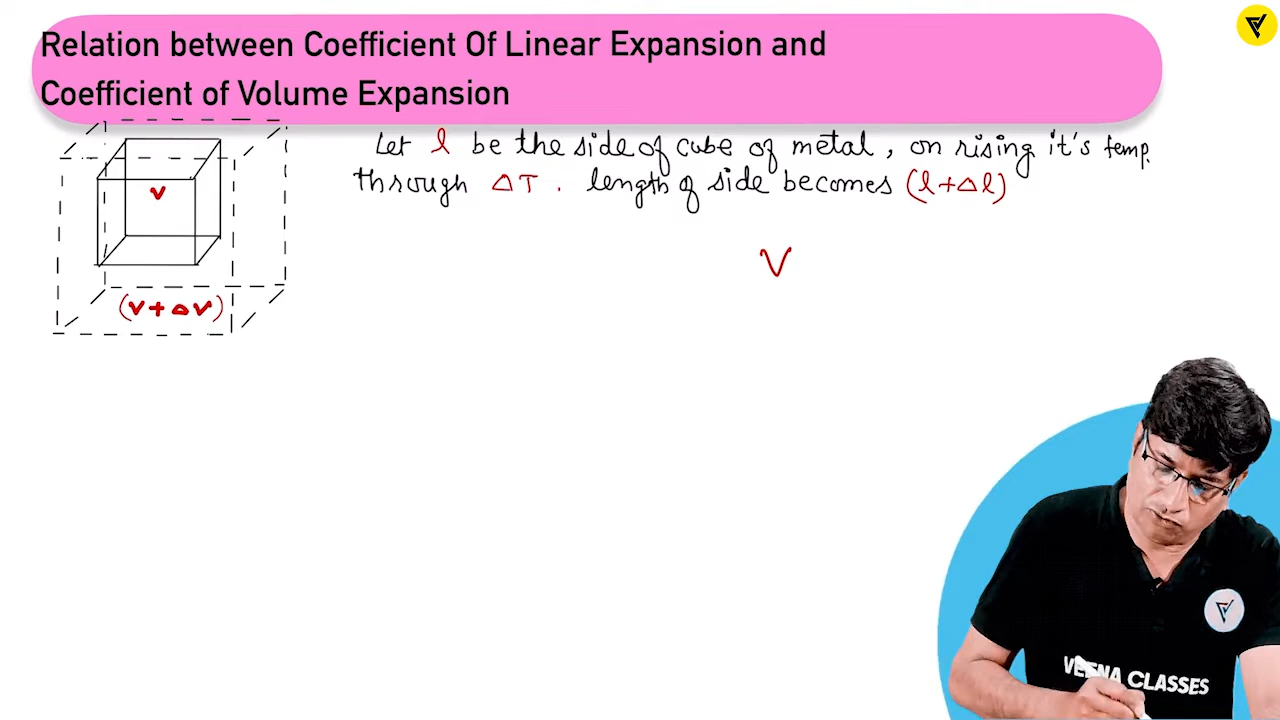 Relation between Coefficient Of Linear Expansion and
Coefficient of Volume Expansion
Let l be the side of cube of metal, on rising it's temp.
through ΔT. length of side becomes (l+Δl)
V
V
(V+ΔV)
VEENA CLASSES